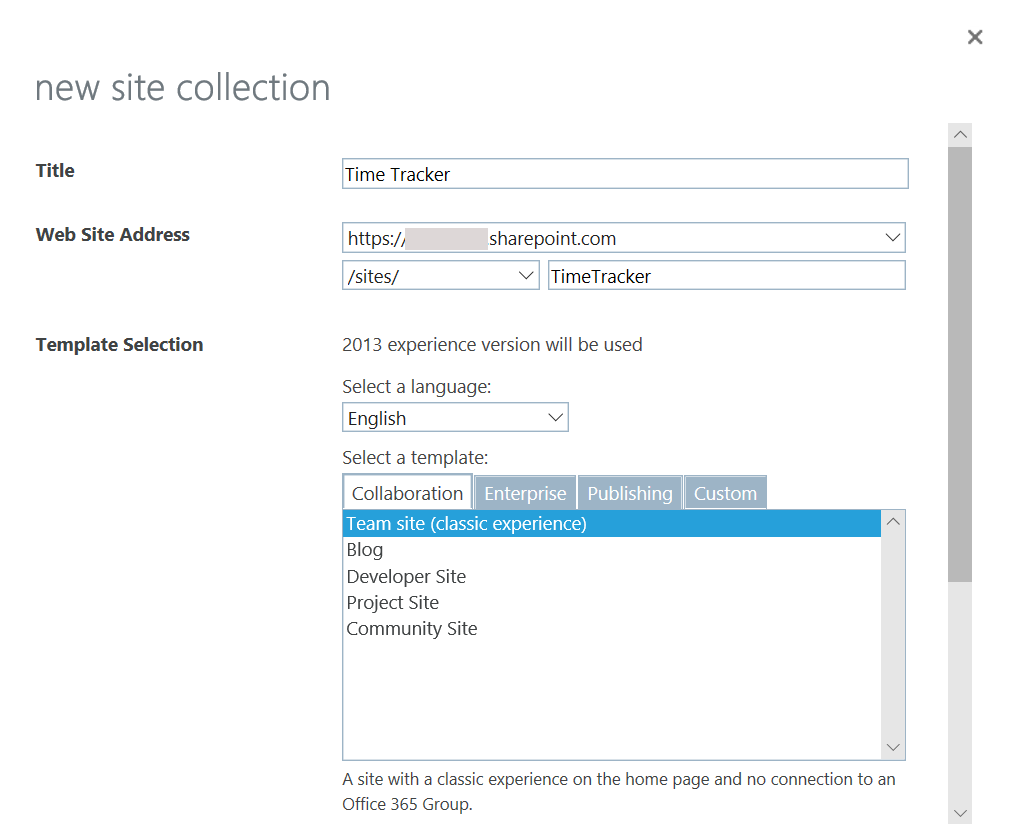 new site collection
Title
Time Tracker
Web Site Address
https:// sharepoint.com
/sites/ TimeTracker
Template Selection
2013 experience version will be used
Select a language:
English
Select a template:
Collaboration Enterprise Publishing Custom
Team site (classic experience)
Blog
Developer Site
Project Site
Community Site
A site with a classic experience on the home page and no connection to an
Office 365 Group.